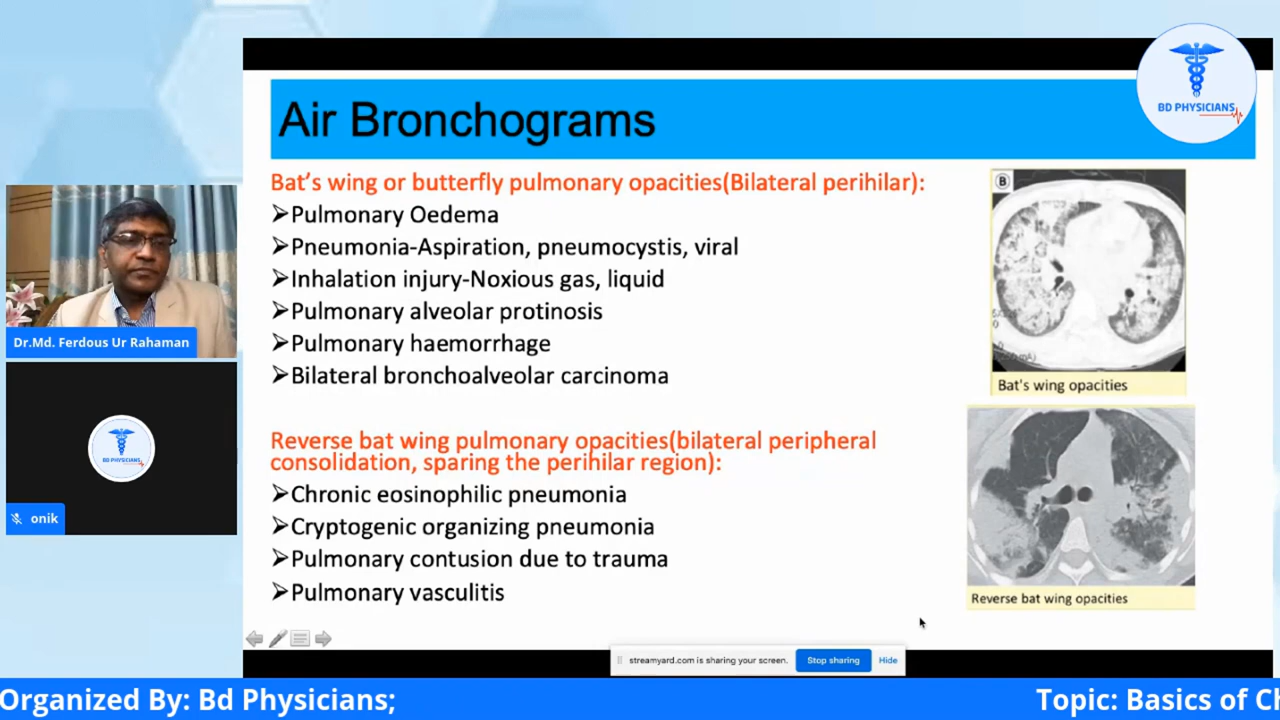 BD PHYSICIANS
Air Bronchograms
Bat's wing or butterfly pulmonary opacities(Bilateral perihilar):
➢Pulmonary Oedema
➢Pneumonia-Aspiration, pneumocystis, viral
➢Inhalation injury-Noxious gas, liquid
➢Pulmonary alveolar protinosis
➢Pulmonary haemorrhage
➢Bilateral bronchoalveolar carcinoma
Reverse bat wing pulmonary opacities(bilateral peripheral
consolidation, sparing the perihilar region):
➢Chronic eosinophilic pneumonia
➢Cryptogenic organizing pneumonia
➢Pulmonary contusion due to trauma
➢Pulmonary vasculitis
B
Bat's wing opacities
Reverse bat wing opacities
Dr.Md. Ferdous Ur Rahaman
BD PHYSICIANS
onik
streamyard.com is sharing your screen.
Stop sharing
Hide
Organized By: Bd Physicians;
Topic: Basics of